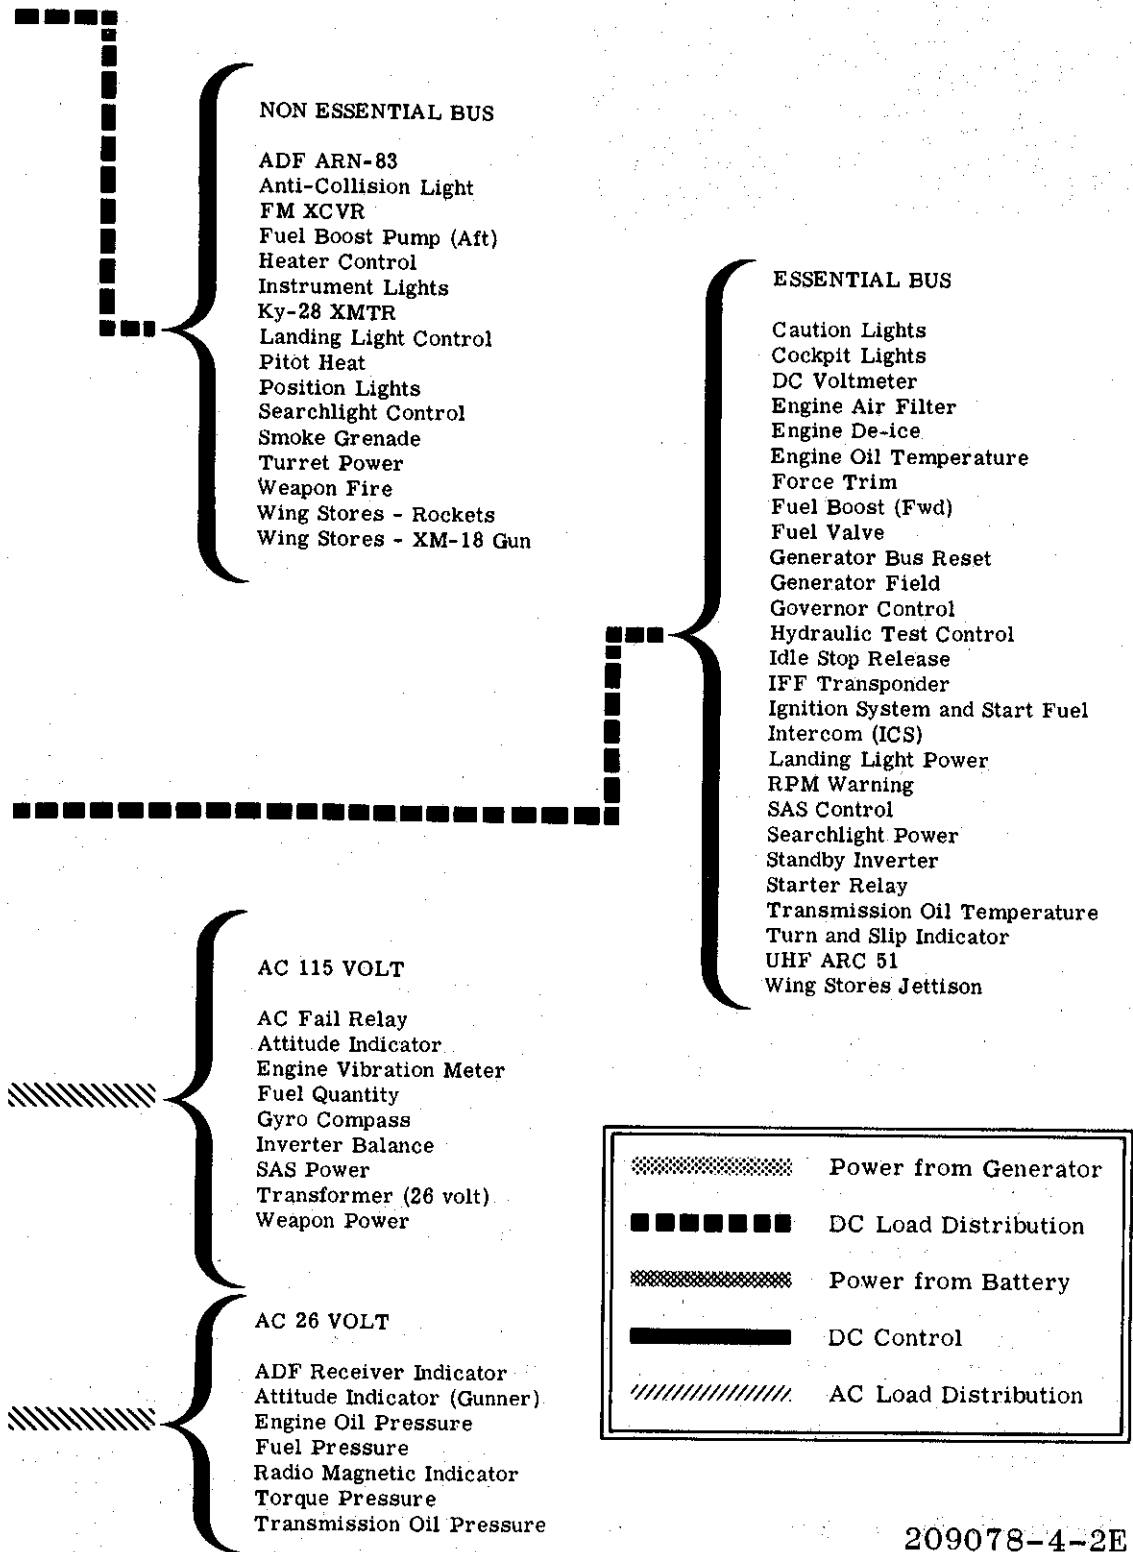 NON ESSENTIAL BUS
ADF ARN-83
Anti-Collision Light
FM XCVR
Fuel Boost Pump (Aft)
Heater Control
Instrument Lights
Ky-28 XMTR
Landing Light Control
Pitot Heat
Position Lights
Searchlight Control
Smoke Grenade
Turret Power
Weapon Fire
Wing Stores - Rockets
Wing Stores - XM-18 Gun
ESSENTIAL BUS
Caution Lights
Cockpit Lights
DC Voltmeter
Engine Air Filter
Engine De-ice
Engine Oil Temperature
Force Trim
Fuel Boost (Fwd)
Fuel Valve
Generator Bus Reset
Generator Field
Governor Control
Hydraulic Test Control
Idle Stop Release
IFF Transponder
Ignition System and Start Fuel
Intercom (ICS)
Landing Light Power
RPM Warning
SAS Control
Searchlight Power
Standby Inverter
Starter Relay
Transmission Oil Temperature
Turn and Slip Indicator
UHF ARC 51
Wing Stores Jettison
AC 115 VOLT
AC Fail Relay
Attitude Indicator
Engine Vibration Meter
Fuel Quantity
Gyro Compass
Inverter Balance
SAS Power
Transformer (26 volt)
Weapon Power
AC 26 VOLT
ADF Receiver Indicator
Attitude Indicator (Gunner)
Engine Oil Pressure
Fuel Pressure
Radio Magnetic Indicator
Torque Pressure
Transmission Oil Pressure
Power from Generator
DC Load Distribution
Power from Battery
DC Control
AC Load Distribution
209078-4-2E